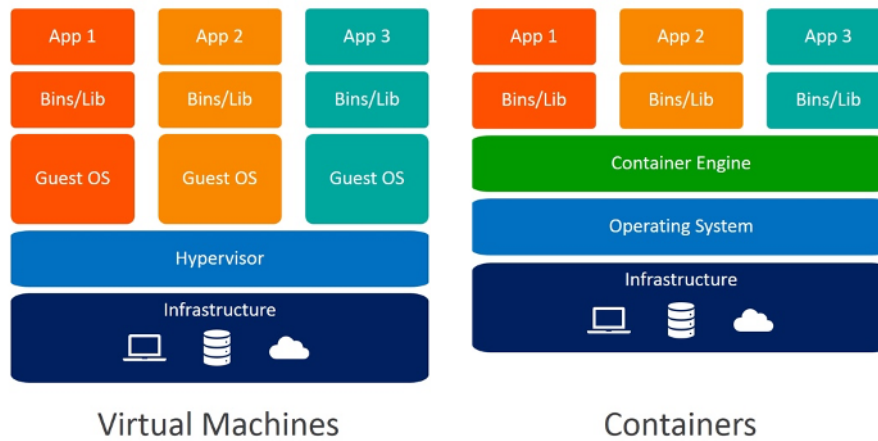 App 1
App 2
App 3
Bins/Lib
Bins/Lib
Bins/Lib
Guest OS
Guest OS
Guest OS
Hypervisor
Infrastructure
Virtual Machines
App 1
App 2
App 3
Bins/Lib
Bins/Lib
Bins/Lib
Container Engine
Operating System
Infrastructure
Containers